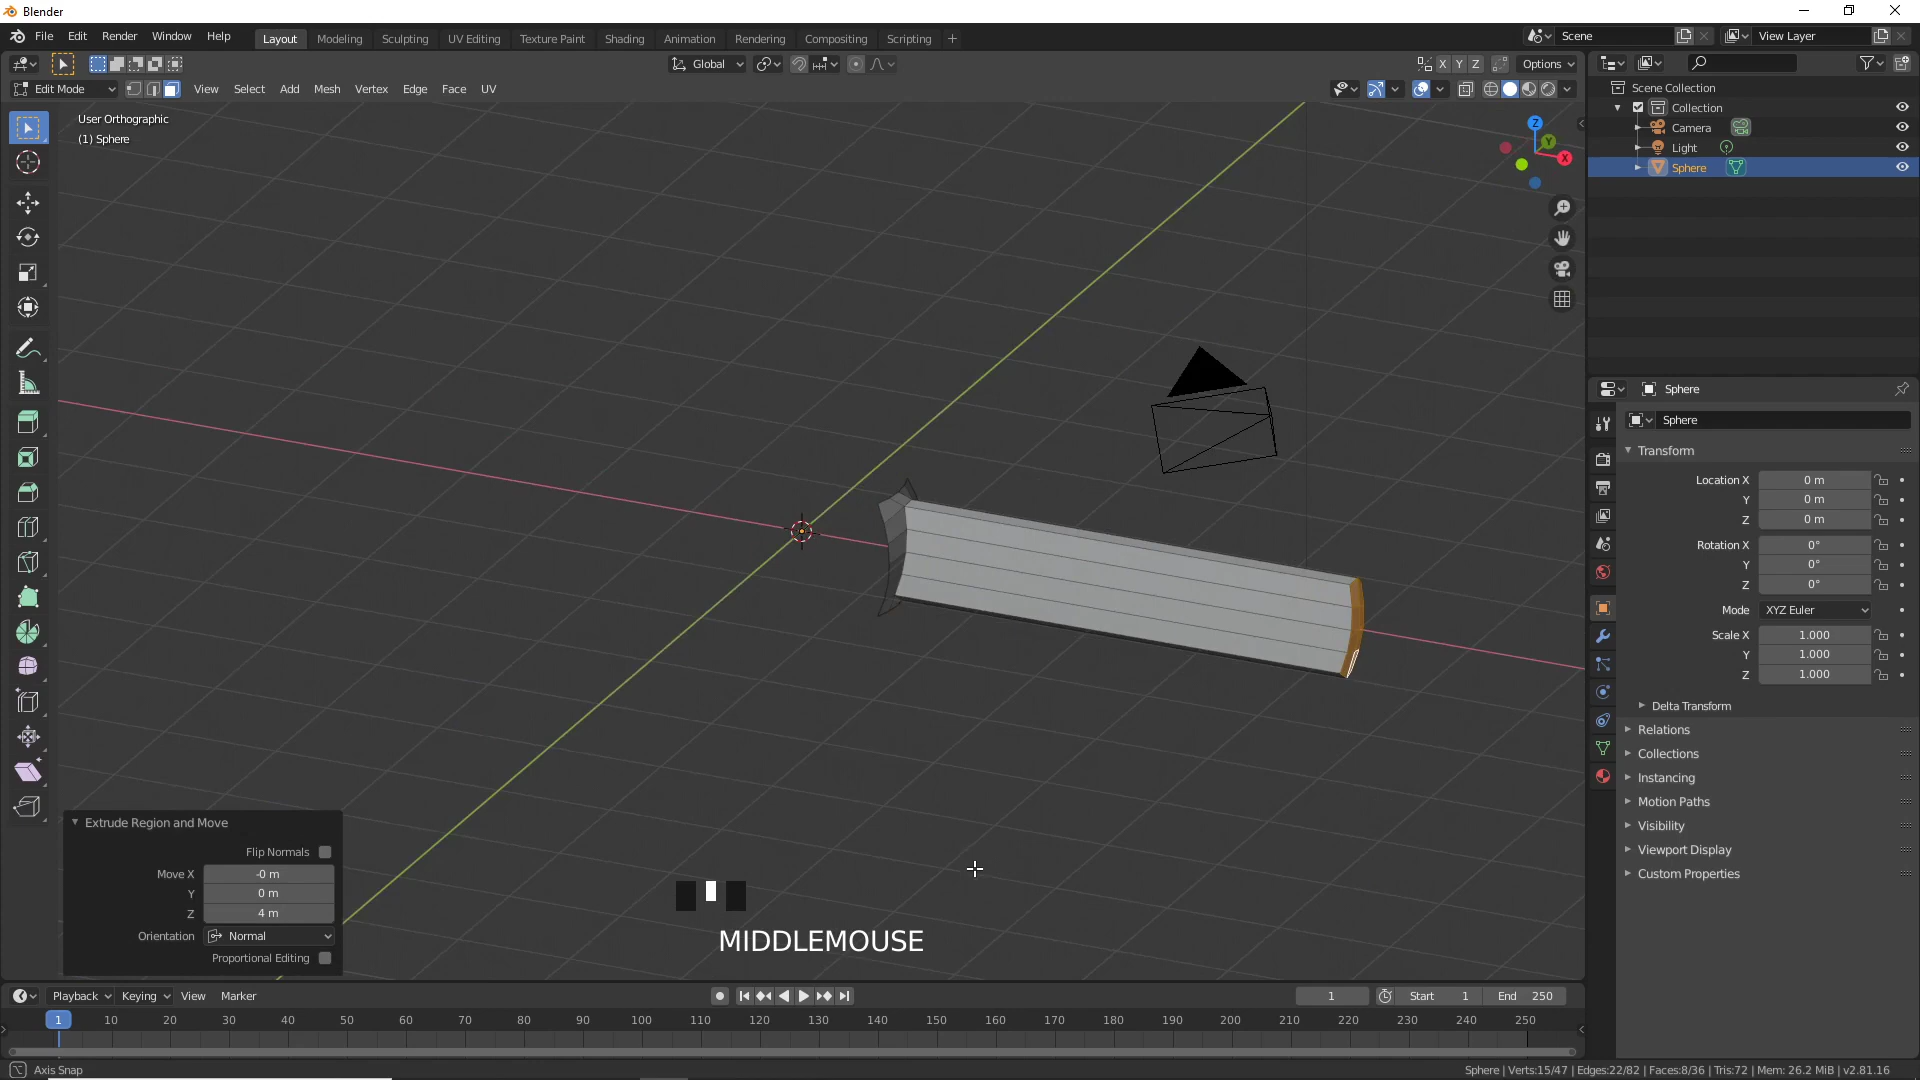 Blender
File Edit Render Window Help Layout Modeling Sculpting UV Editing Texture Paint Shading Animation Rendering Compositing Scripting + Scene View Layer
Global X Y Z Options
Edit Mode View Select Add Mesh Vertex Edge Face UV
User Orthographic
(1) Sphere
Z
Y
X
Scene Collection
Collection
Camera
Light
Sphere
Sphere
Sphere
Transform
Location X 0 m
Y 0 m
Z 0 m
Rotation X 0°
Y 0°
Z 0°
Mode XYZ Euler
Scale X 1.000
Y 1.000
Z 1.000
Delta Transform
Relations
Collections
Instancing
Motion Paths
Visibility
Viewport Display
Custom Properties
Extrude Region and Move
Flip Normals
Move X -0 m
Y 0 m
Z 4 m
Orientation Normal
Proportional Editing
MIDDLEMOUSE
Playback Keying View Marker 1 Start 1 End 250
1 10 20 30 40 50 60 70 80 90 100 110 120 130 140 150 160 170 180 190 200 210 220 230 240 250
Axis Snap
Sphere | Verts:15/47 | Edges:22/82 | Faces:8/36 | Tris:72 | Mem: 26.2 MiB | v2.81.16